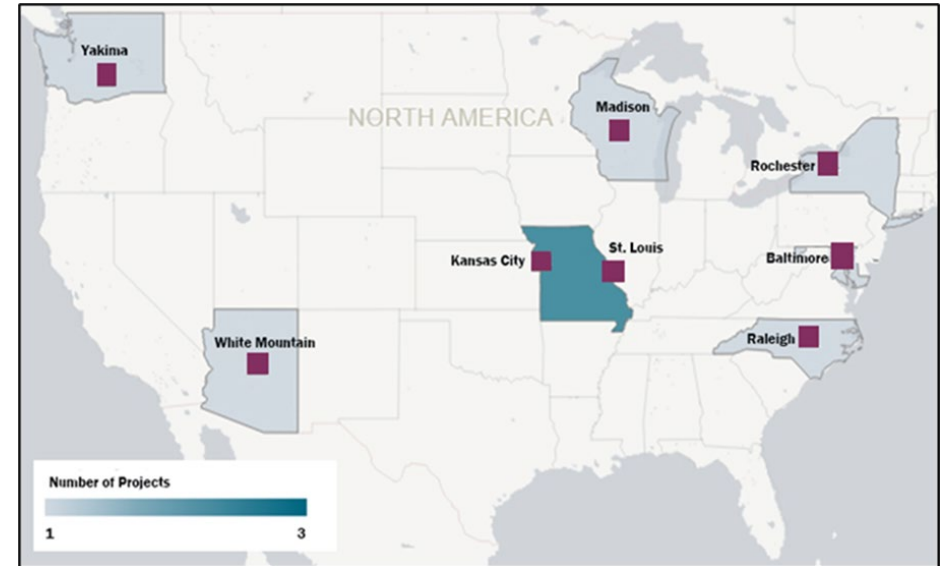 Yakima
Madison
NORTH AMERICA
Rochester
St. Louis
Kansas City
Baltimore
Raleigh
White Mountain
Number of Projects
1 3